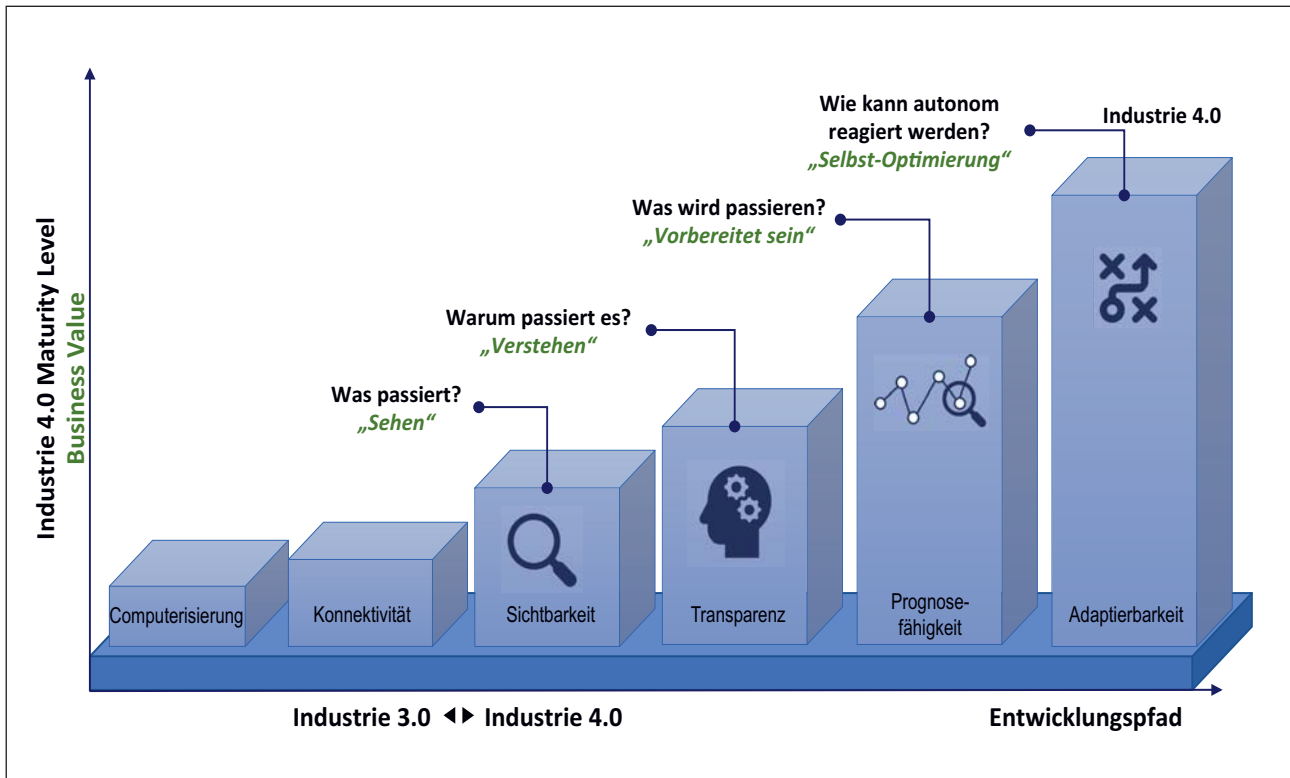 Wie kann autonom
reagiert werden?
„Selbst-Optimierung“
Industrie 4.0
Was wird passieren?
„Vorbereitet sein“
Warum passiert es?
„Verstehen“
Was passiert?
„Sehen“
Industrie 4.0 Maturity Level
Business Value
Computerisierung
Konnektivität
Sichtbarkeit
Transparenz
Prognose-
fähigkeit
Adaptierbarkeit
Industrie 3.0 ◄► Industrie 4.0
Entwicklungspfad